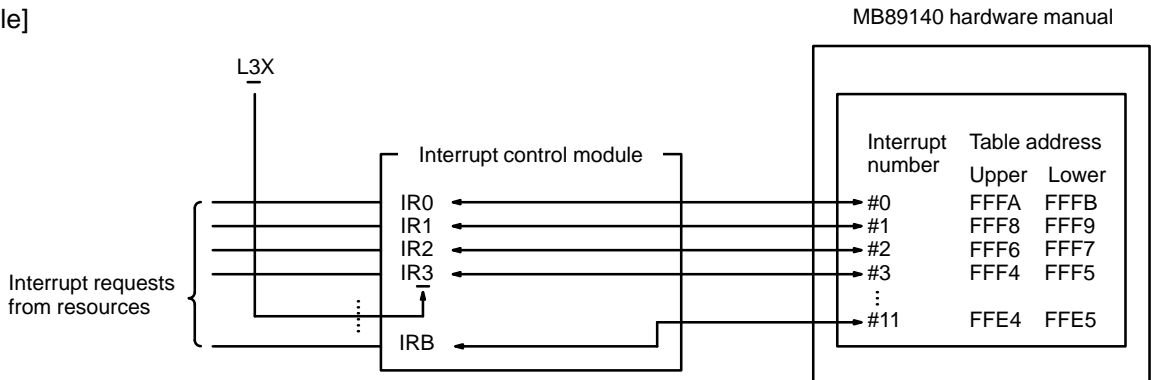 le]
MB89140 hardware manual
L3X
Interrupt control module
Interrupt number
Table address
Upper Lower
IR0 #0 FFFA FFFB
IR1 #1 FFF8 FFF9
IR2 #2 FFF6 FFF7
IR3 #3 FFF4 FFF5
Interrupt requests
from resources
IRB #11 FFE4 FFE5